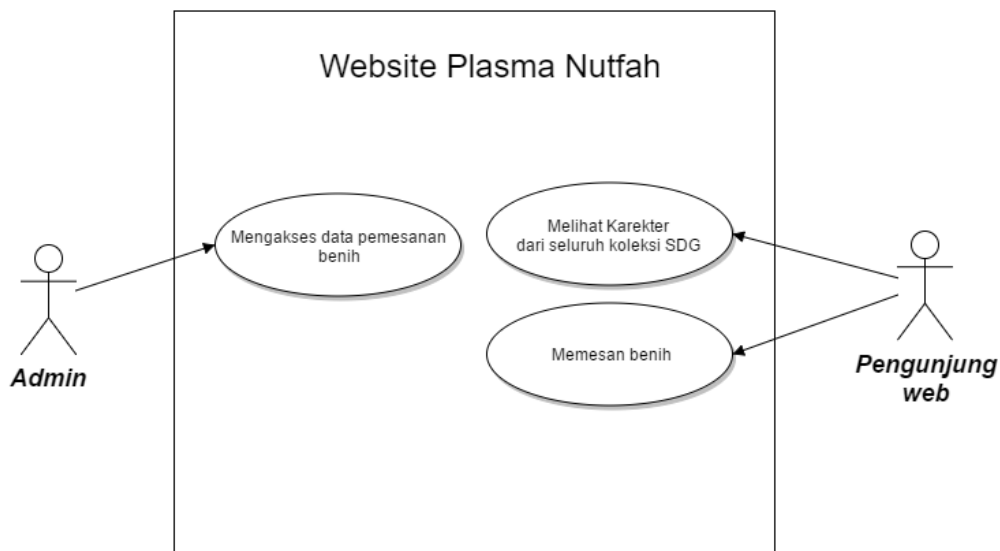 Website Plasma Nutfah
Mengakses data pemesanan
benih
Melihat Karekter
dari seluruh koleksi SDG
Memesan benih
Admin
Pengunjung
web